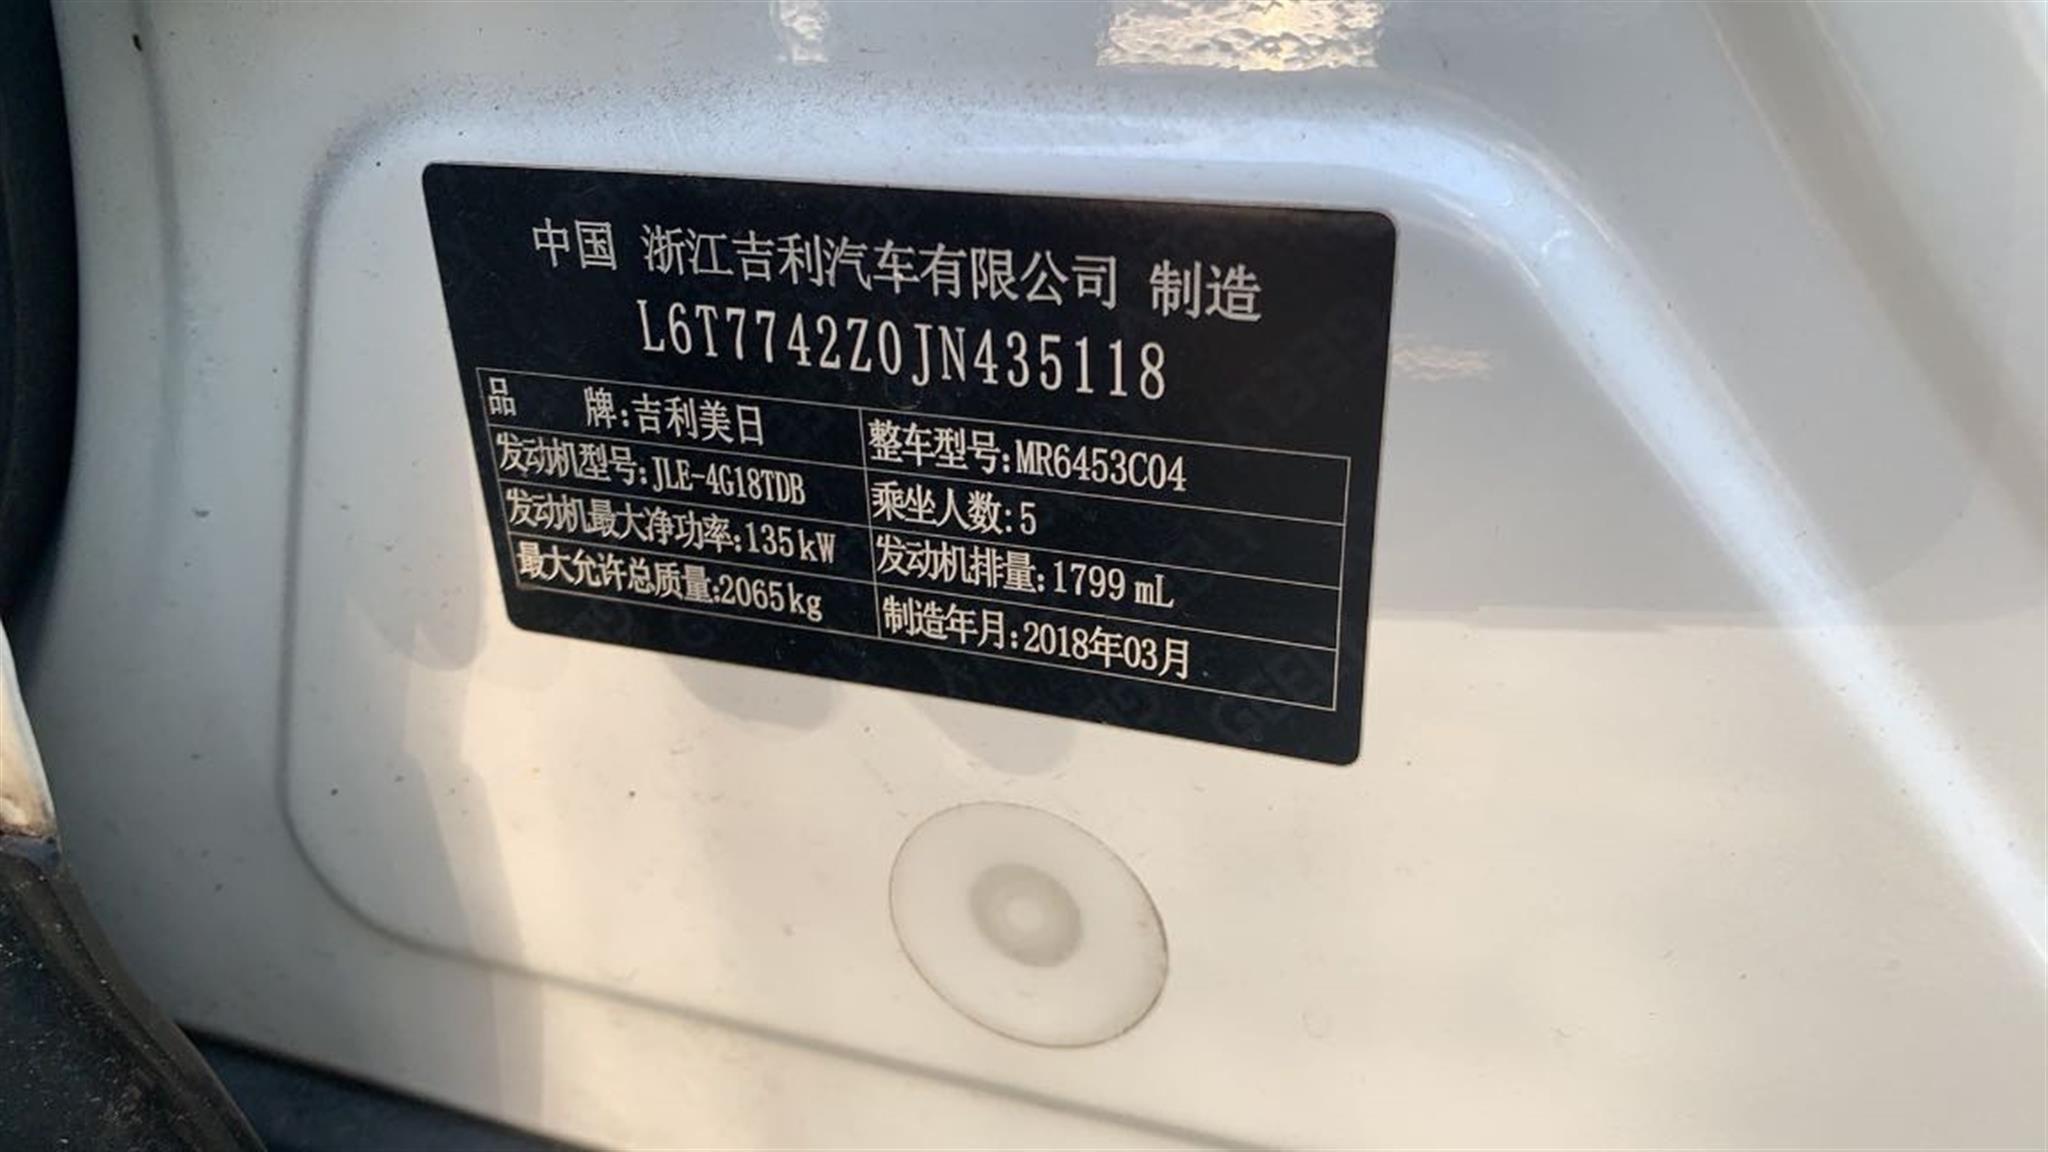 中国 浙江吉利汽车有限公司 制造
L6T7742Z0JN435118
品 牌:吉利美日 整车型号:MR6453C04
发动机型号:JLE-4G18TDB 乘坐人数:5
发动机最大净功率:135kW 发动机排量:1799mL
最大允许总质量:2065kg 制造年月:2018年03月